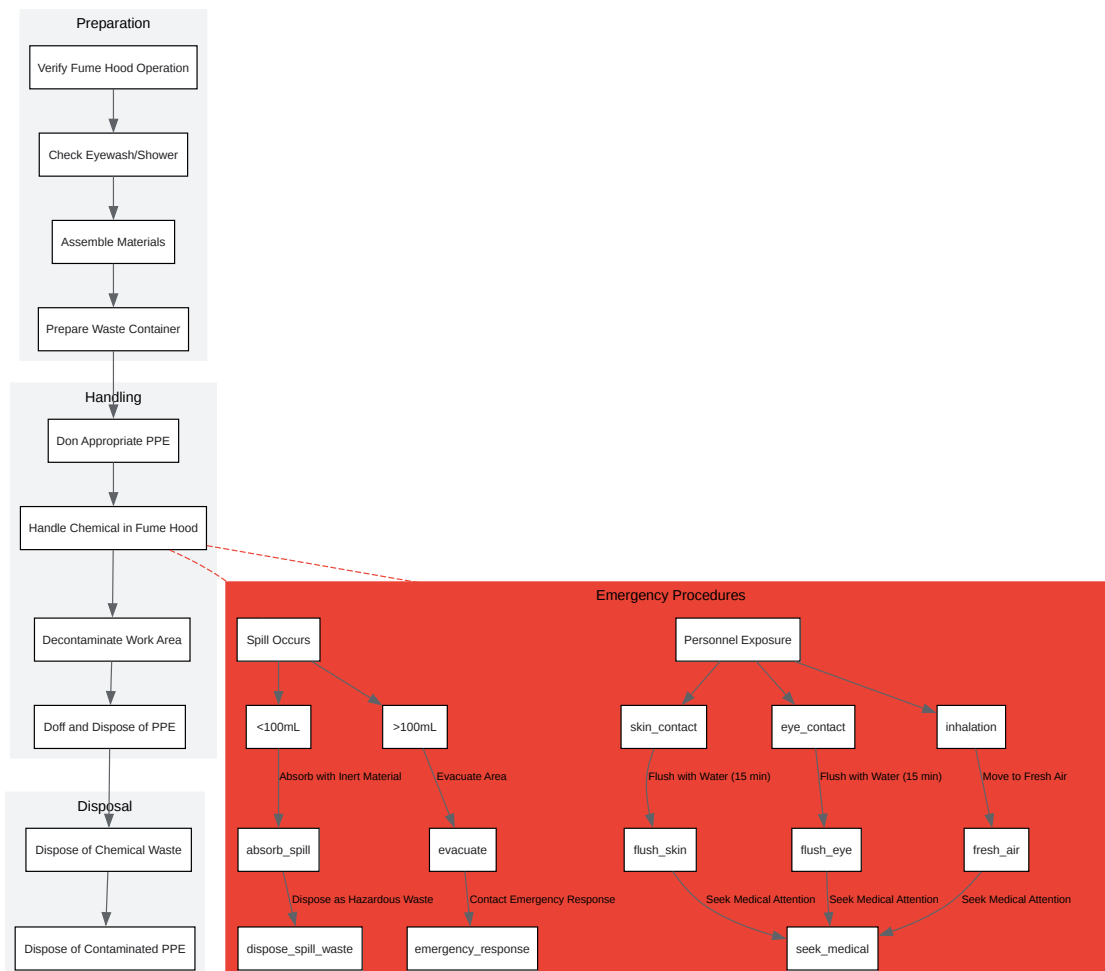 Preparation
Verify Fume Hood Operation
Check Eyewash/Shower
Assemble Materials
Prepare Waste Container
Handling
Don Appropriate PPE
Handle Chemical in Fume Hood
Decontaminate Work Area
Doff and Dispose of PPE
Disposal
Dispose of Chemical Waste
Dispose of Contaminated PPE
Emergency Procedures
Spill Occurs
<100mL
>100mL
Absorb with Inert Material
Evacuate Area
absorb_spill
evacuate
Dispose as Hazardous Waste
Contact Emergency Response
dispose_spill_waste
emergency_response
Personnel Exposure
skin_contact
eye_contact
inhalation
Flush with Water (15 min)
Flush with Water (15 min)
Move to Fresh Air
flush_skin
flush_eye
fresh_air
Seek Medical Attention
Seek Medical Attention
Seek Medical Attention
seek_medical